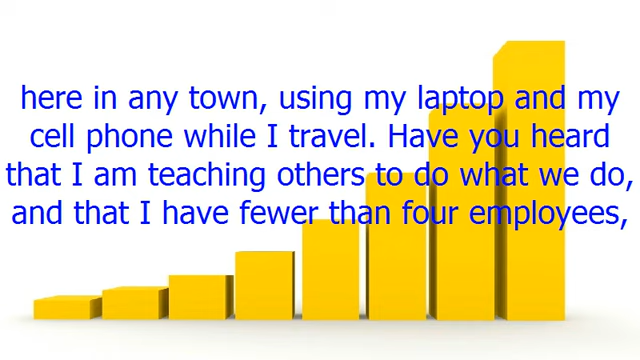 here in any town, using my laptop and my
cell phone while I travel. Have you heard
that I am teaching others to do what we do,
and that I have fewer than four employees,